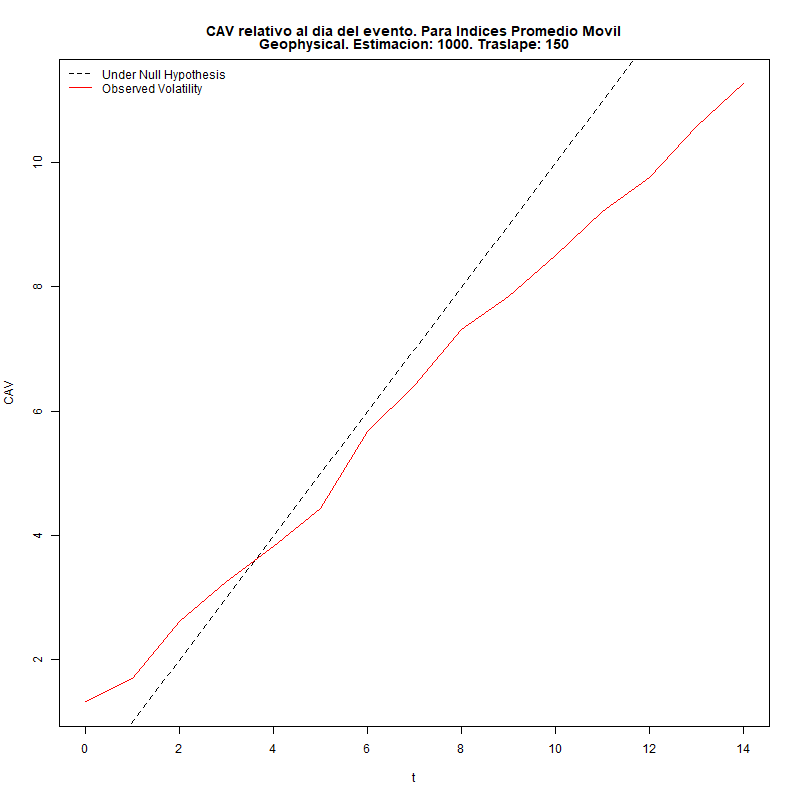 CAV relativo al dia del evento. Para Indices Promedio Movil
Geophysical. Estimacion: 1000. Traslape: 150
Under Null Hypothesis
Observed Volatility
10
8
6
4
2
CAV
0 2 4 6 8 10 12 14
t